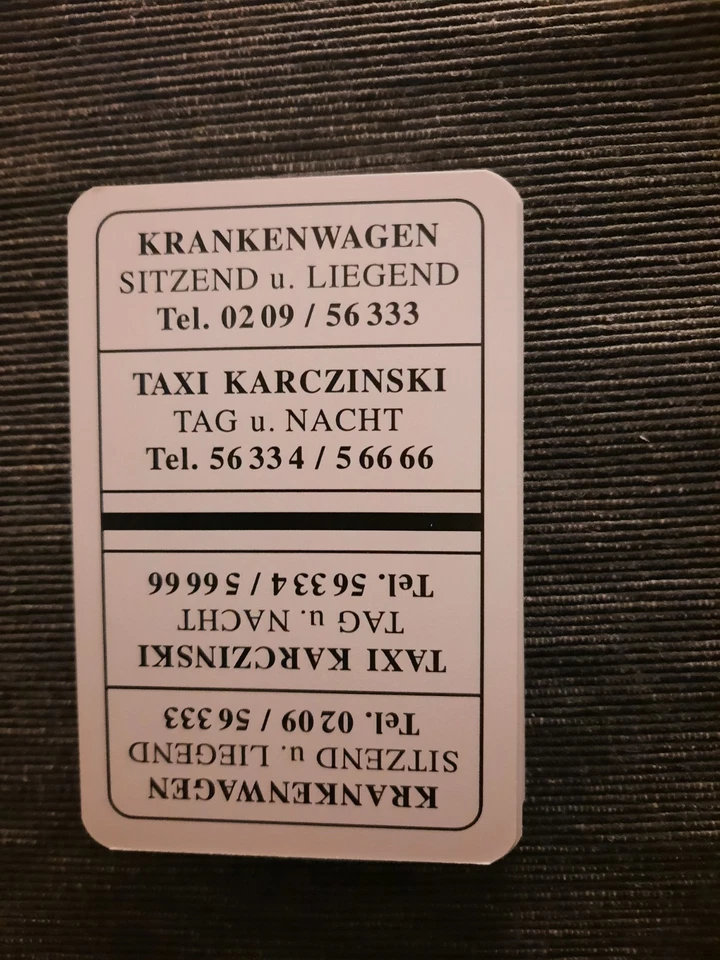 KRANKENWAGEN
SITZEND u. LIEGEND
Tel. 02 09 / 56 333
TAXI KARCZINSKI
TAG u. NACHT
Tel. 56 33 4 / 5 66 66
Tel. 56 33 4 / 5 66 66
TAG u. NACHT
TAXI KARCZINSKI
Tel. 02 09 / 56 333
SITZEND u. LIEGEND
KRANKENWAGEN